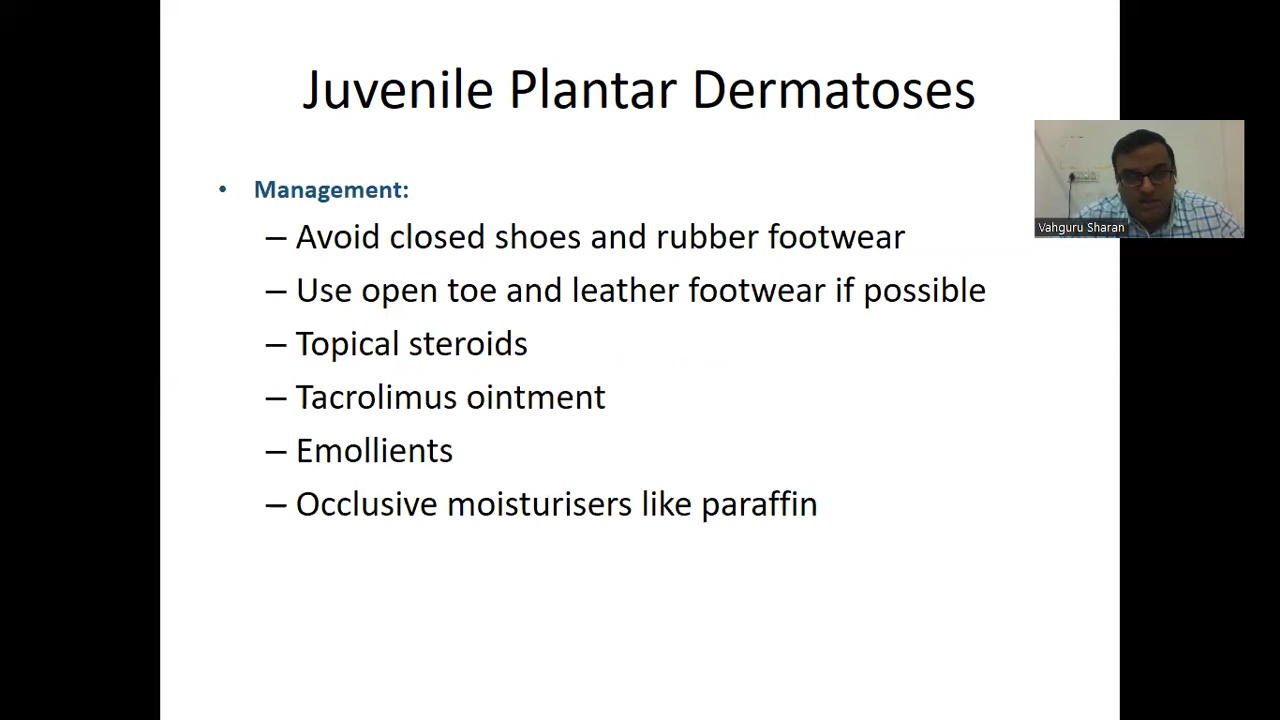 Juvenile Plantar Dermatoses
• Management:
– Avoid closed shoes and rubber footwear
– Use open toe and leather footwear if possible
– Topical steroids
– Tacrolimus ointment
– Emollients
– Occlusive moisturisers like paraffin
Vahguru Sharan